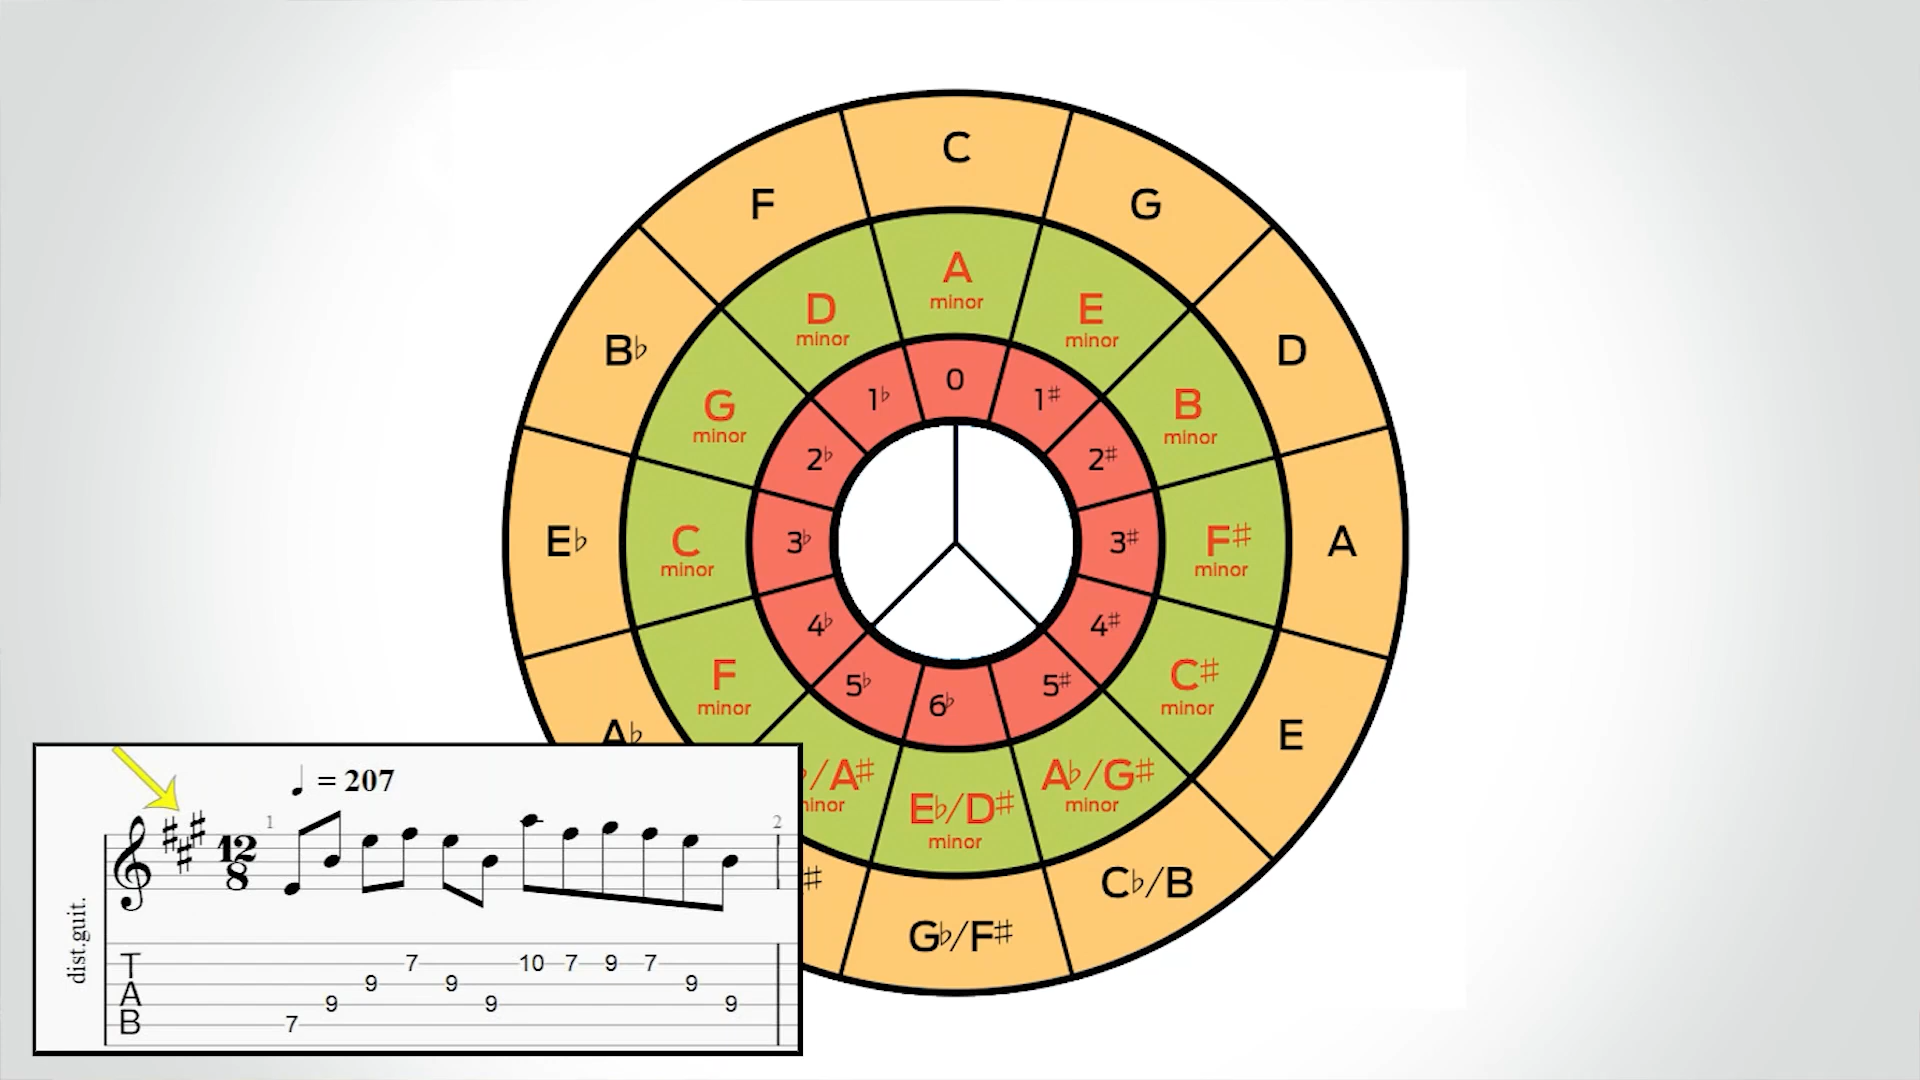 C
F
G
A
minor
D
minor
E
minor
B♭
D
0
1♭
1♯
G
minor
B
minor
2♭
2♯
E♭
C
minor
3♭
3♯
F♯
minor
A
4♭
4♯
F
minor
5♭
6♭
5♯
C♯
minor
A♭
E
/A♯
minor
E♭/D♯
minor
A♭/G♯
minor
♯
G♭/F♯
C♭/B
♩ = 207
1
2
12
8
dist.guit.
T
A
B
7 10 7 9 7
9 9 9
9 9 9
7